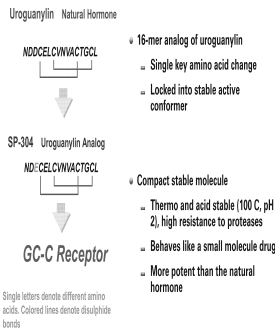 Uroguanylin Natural Hormone
NDDCELCVNVACTGCL
SP-304 Uroguanylin Analog
NDECELCVNVACTGCL
GC-C Receptor
Single letters denote different amino
acids. Colored lines denote disulphide
bonds
16-mer analog of uroguanylin
Single key amino acid change
Locked into stable active
conformer
Compact stable molecule
Thermo and acid stable (100 C, pH
2), high resistance to proteases
Behaves like a small molecule drug
More potent than the natural
hormone